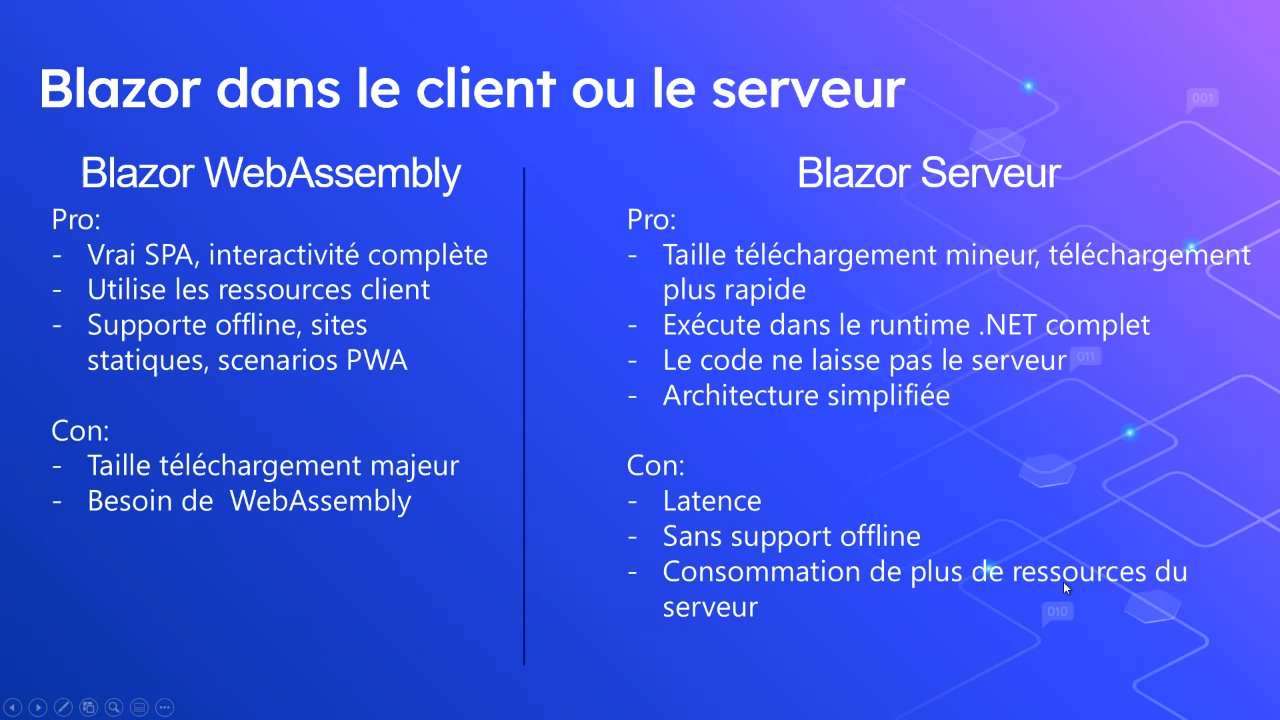 Blazor dans le client ou le serveur
Blazor WebAssembly
Pro:
- Vrai SPA, interactivité complète
- Utilise les ressources client
- Supporte offline, sites
statiques, scenarios PWA
Con:
- Taille téléchargement majeur
- Besoin de  WebAssembly
Blazor Serveur
Pro:
- Taille téléchargement mineur, téléchargement
plus rapide
- Exécute dans le runtime .NET complet
- Le code ne laisse pas le serveur
- Architecture simplifiée
Con:
- Latence
- Sans support offline
- Consommation de plus de ressources du
serveur
001
011
010